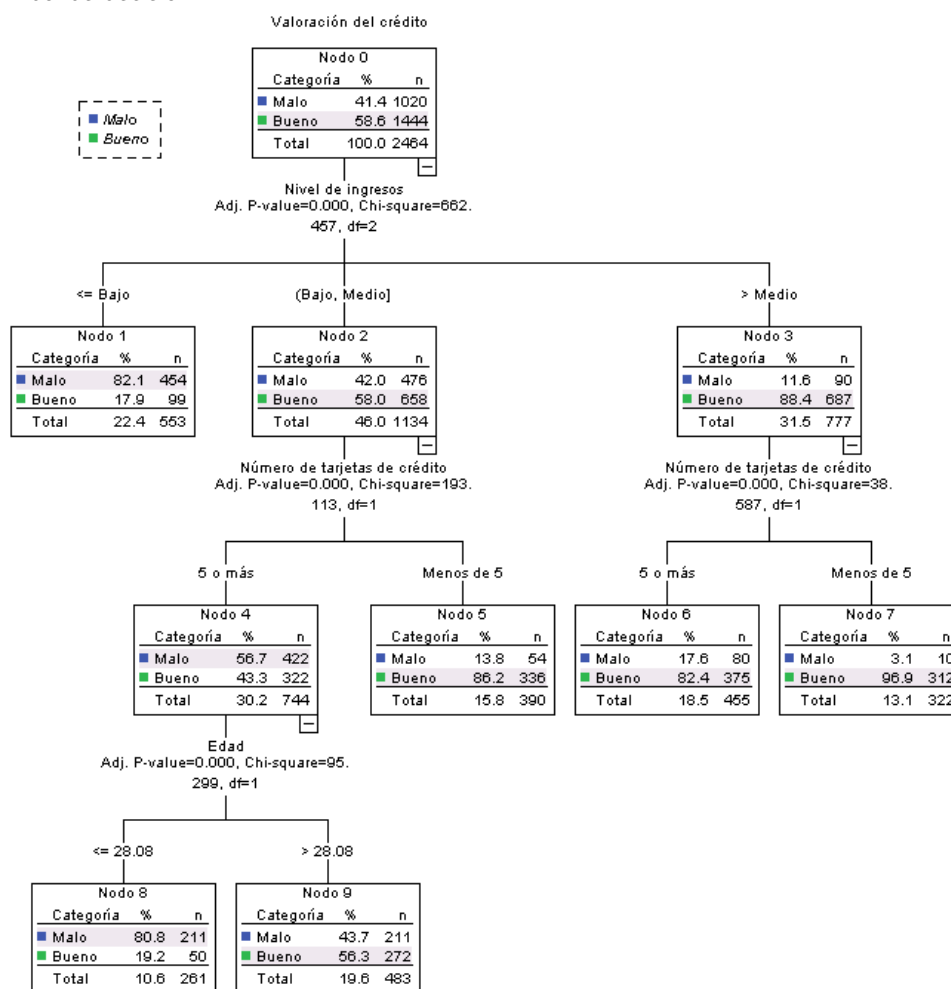 Valoración del crédito
Malo
Bueno
Nodo 0
Categoría % n
Malo 41.4 1020
Bueno 58.6 1444
Total 100.0 2464
Nivel de ingresos
Adj. P-value=0.000, Chi-square=662.
457, df=2
<= Bajo
(Bajo, Medio]
> Medio
Nodo 1
Categoría % n
Malo 82.1 454
Bueno 17.9 99
Total 22.4 553
Nodo 2
Categoría % n
Malo 42.0 476
Bueno 58.0 658
Total 46.0 1134
Nodo 3
Categoría % n
Malo 11.6 90
Bueno 88.4 687
Total 31.5 777
Número de tarjetas de crédito
Adj. P-value=0.000, Chi-square=193.
113, df=1
Número de tarjetas de crédito
Adj. P-value=0.000, Chi-square=38.
587, df=1
5 o más
Menos de 5
5 o más
Menos de 5
Nodo 4
Categoría % n
Malo 56.7 422
Bueno 43.3 322
Total 30.2 744
Nodo 5
Categoría % n
Malo 13.8 54
Bueno 86.2 336
Total 15.8 390
Nodo 6
Categoría % n
Malo 17.6 80
Bueno 82.4 375
Total 18.5 455
Nodo 7
Categoría % n
Malo 3.1 10
Bueno 96.9 312
Total 13.1 322
Edad
Adj. P-value=0.000, Chi-square=95.
299, df=1
<= 28.08
> 28.08
Nodo 8
Categoría % n
Malo 80.8 211
Bueno 19.2 50
Total 10.6 261
Nodo 9
Categoría % n
Malo 43.7 211
Bueno 56.3 272
Total 19.6 483